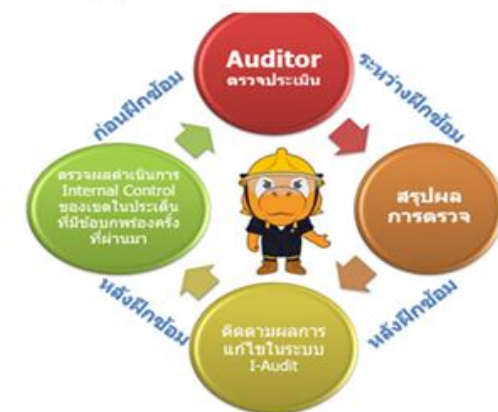 Auditor
ตรวจประเมิน
ก่อนฝึกซ้อม
ระหว่างฝึกซ้อม
ตรวจผลดำเนินการ
Internal Control
ของเขตในประเด็น
ที่มีข้อบกพร่องครั้ง
ที่ผ่านมา
สรุปผล
การตรวจ
หลังฝึกซ้อม
หลังฝึกซ้อม
ติดตามผลการ
แก้ไขในระบบ
I-Audit